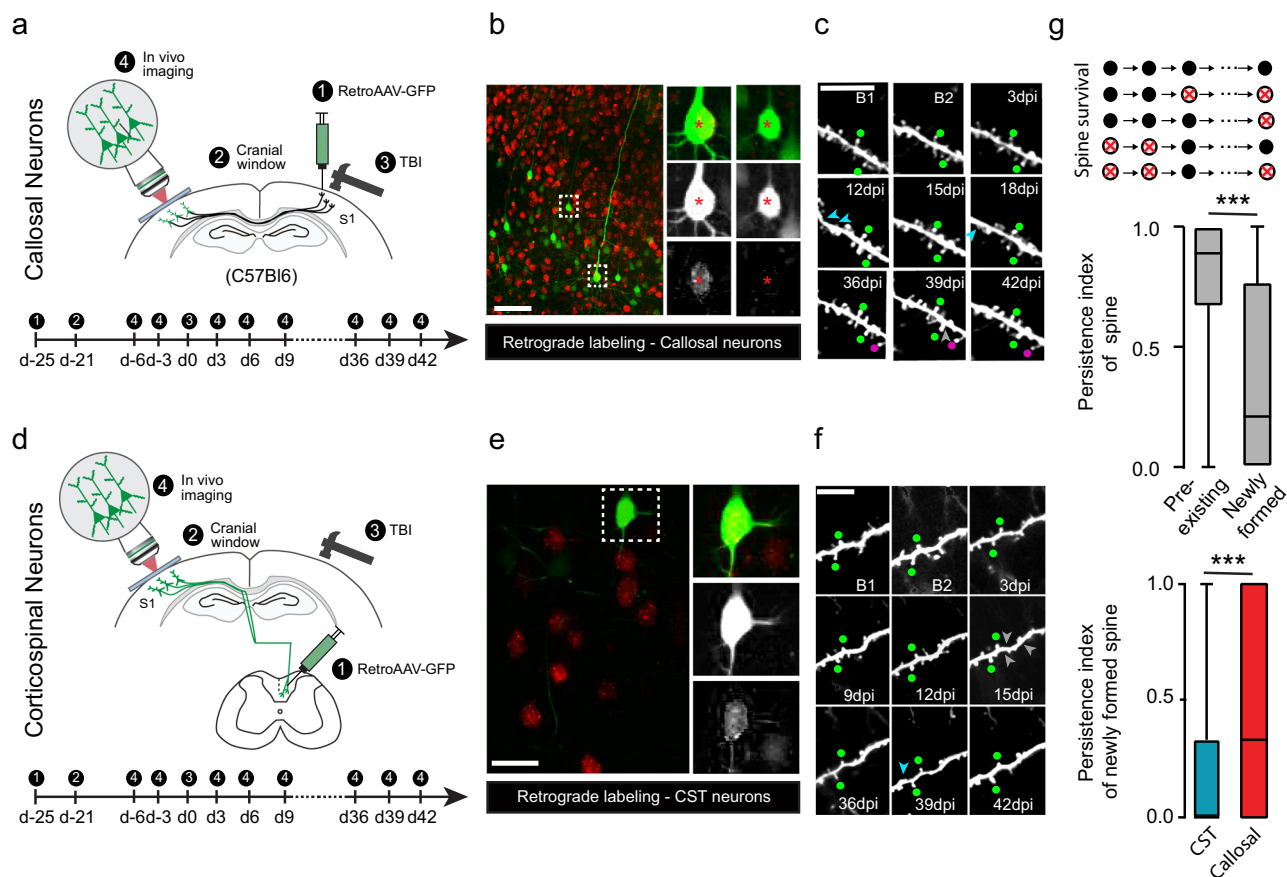 a
Callosal Neurons
4
In vivo
imaging
1
RetroAAV-GFP
2
Cranial
window
3
TBI
S1
(C57Bl6)
1 2 4 4 3 4 4 4 4 4 4
d-25 d-21 d-6 d-3 d0 d3 d6 d9 d36 d39 d42
b
*
*
*
*
*
*
Retrograde labeling - Callosal neurons
c
B1 B2 3dpi
12dpi 15dpi 18dpi
36dpi 39dpi 42dpi
d
Corticospinal Neurons
4
In vivo
imaging
2
Cranial
window
3
TBI
S1
1
RetroAAV-GFP
1 2 4 4 3 4 4 4 4 4 4
d-25 d-21 d-6 d-3 d0 d3 d6 d9 d36 d39 d42
e
Retrograde labeling - CST neurons
f
B1 B2 3dpi
9dpi 12dpi 15dpi
36dpi 39dpi 42dpi
g
Spine survival
***
Persistence index
of spine
1.0
0.5
0.0
Pre-
existing
Newly
formed
***
Persistence index
of newly formed spine
1.0
0.5
1.0
CST
Callosal